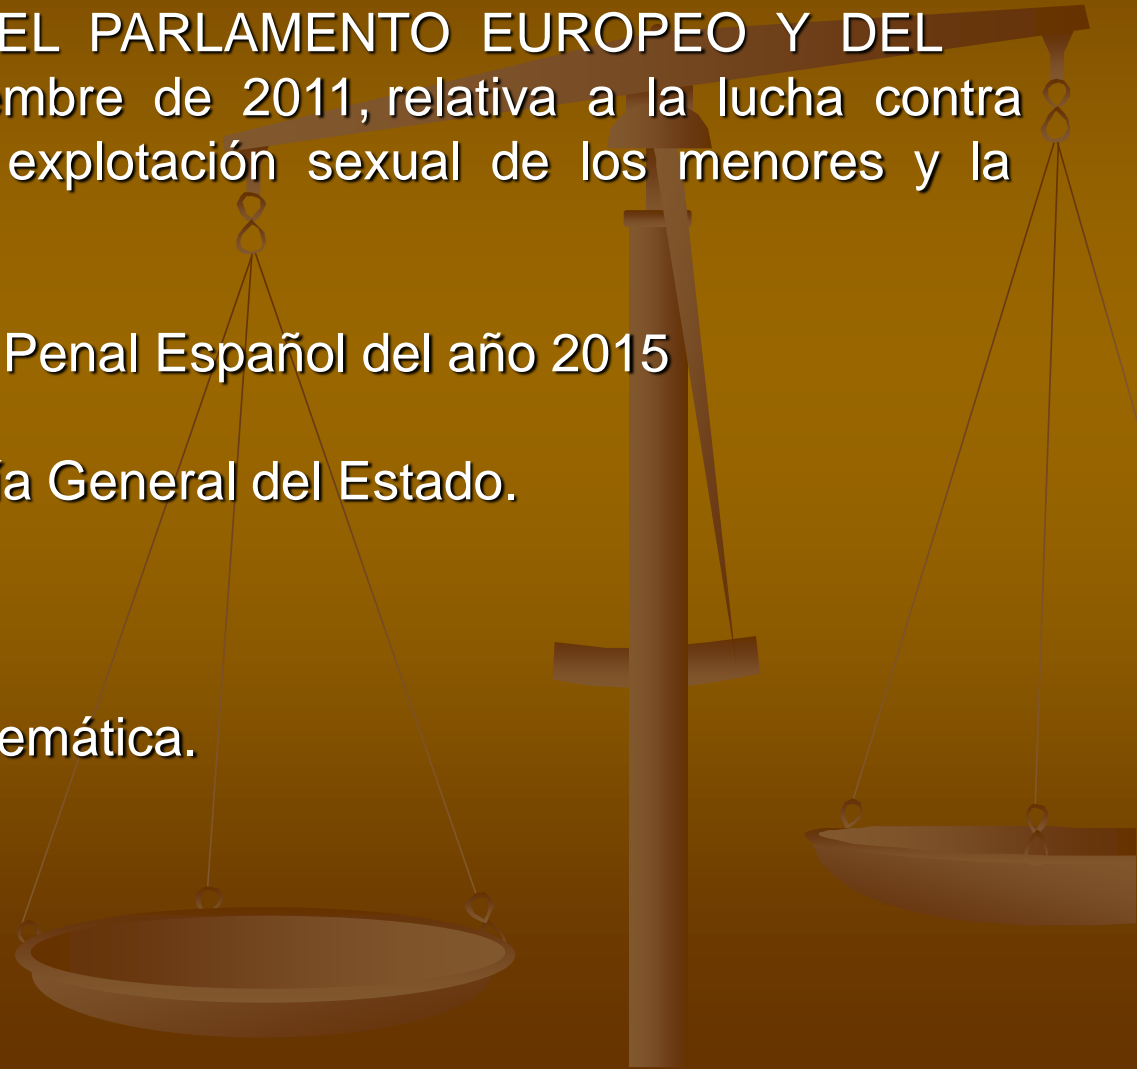 EL PARLAMENTO EUROPEO Y DEL
embre de 2011, relativa a la lucha contra
explotación sexual de los menores y la
Penal Español del año 2015
ía General del Estado.
emática.